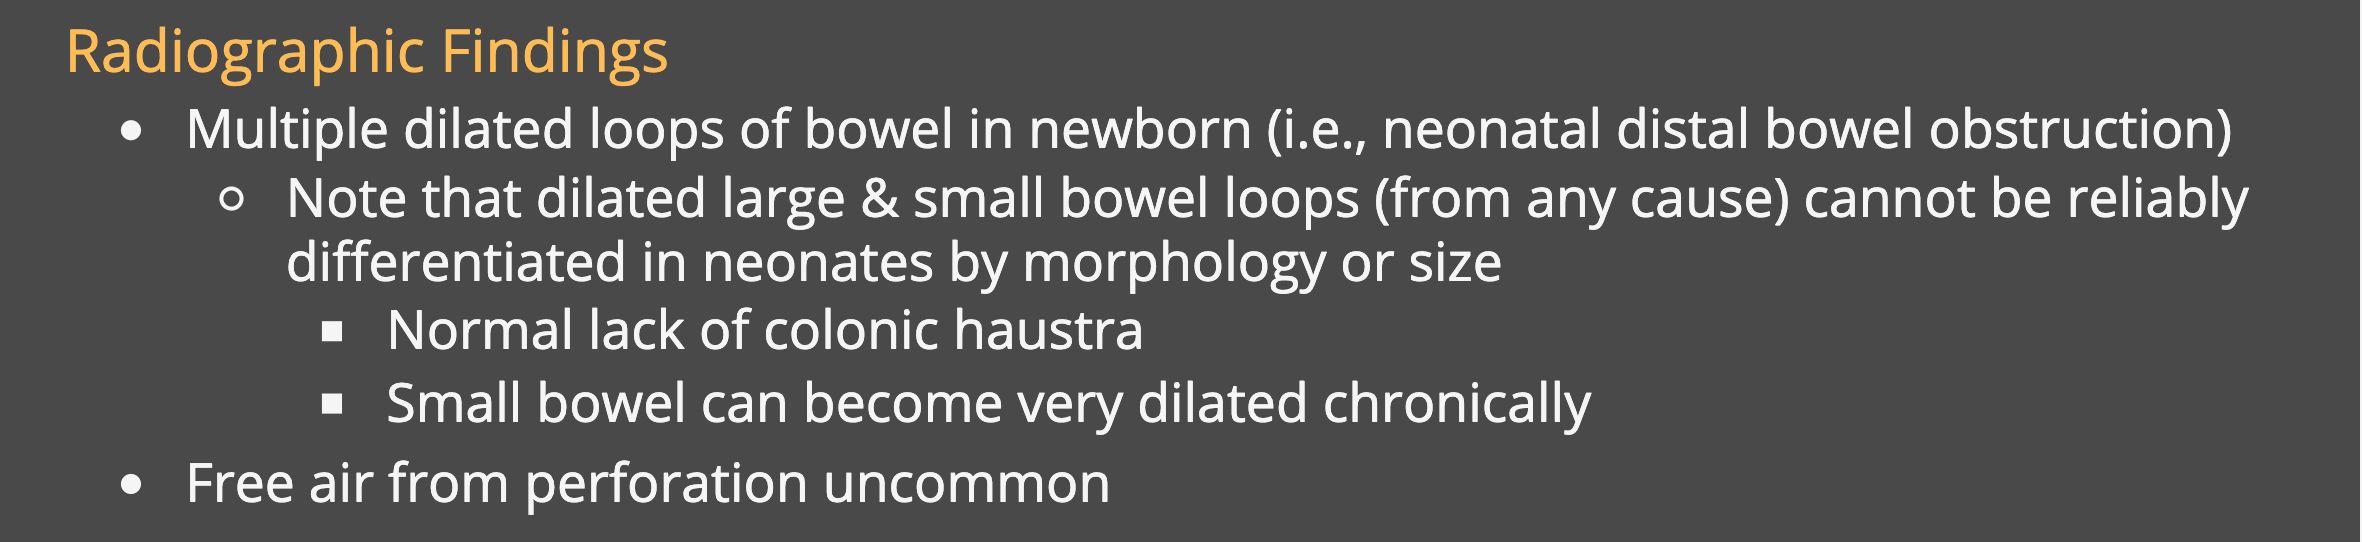 Radiographic Findings
• Multiple dilated loops of bowel in newborn (i.e., neonatal distal bowel obstruction)
○ Note that dilated large & small bowel loops (from any cause) cannot be reliably
differentiated in neonates by morphology or size
▪ Normal lack of colonic haustra
▪ Small bowel can become very dilated chronically
• Free air from perforation uncommon